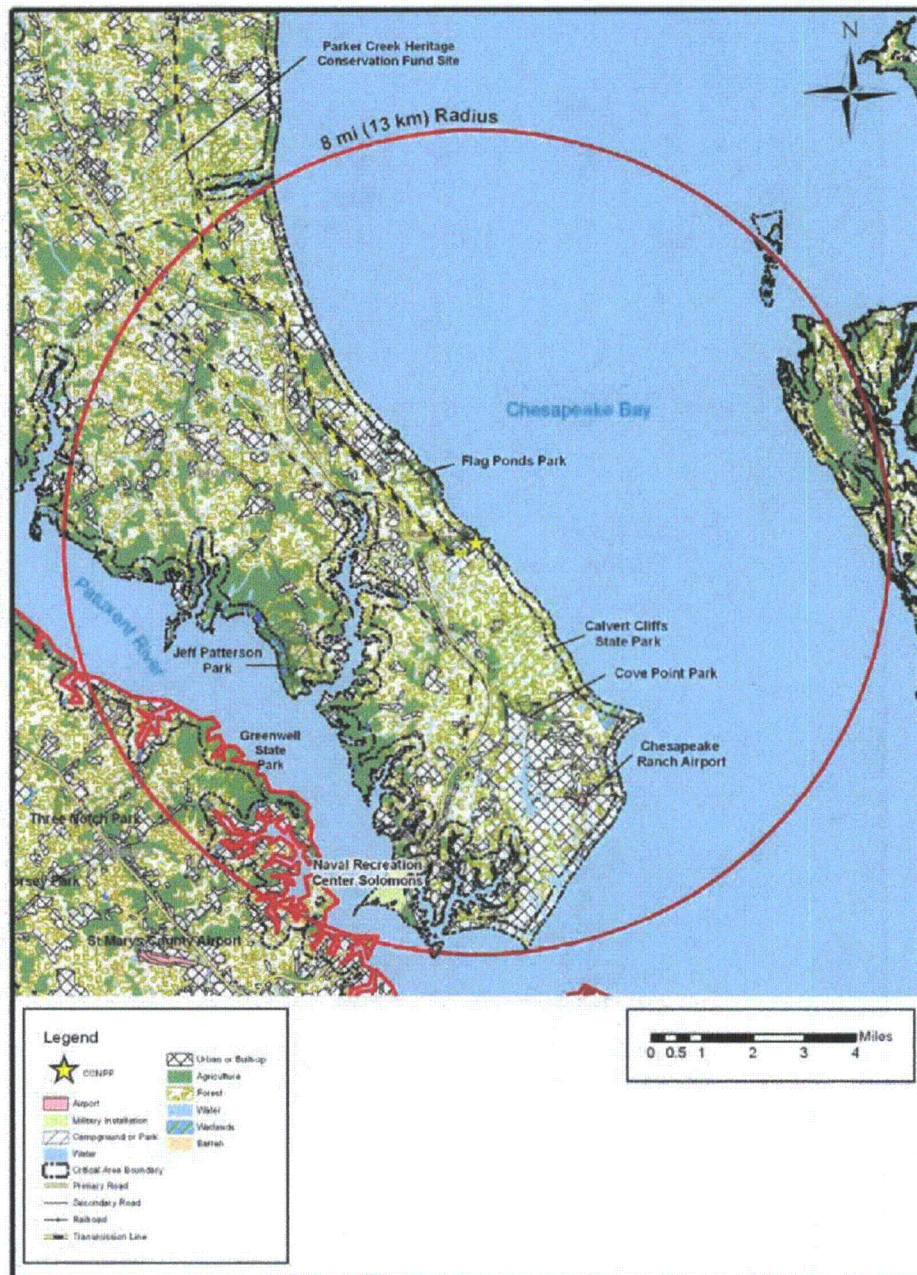 Parker Creek Heritage
Conservation Fund Site
N
8 mi (13 km) Radius
Chesapeake Bay
Flag Ponds Park
Patuxent River
Calvert Cliffs
State Park
Jeff Patterson
Park
Cove Point Park
Greenwell
State
Park
Chesapeake
Ranch Airport
Three Notch Park
Naval Recreation
Center Solomons
orsey Park
St Marys County Airport
Legend
CCNPP
Airport
Military Installation
Campground or Park
Water
Critical Area Boundary
Primary Road
Secondary Road
Railroad
Transmission Line
Urban or Built-up
Agriculture
Forest
Water
Wetlands
Barren
Miles
0 0.5 1 2 3 4